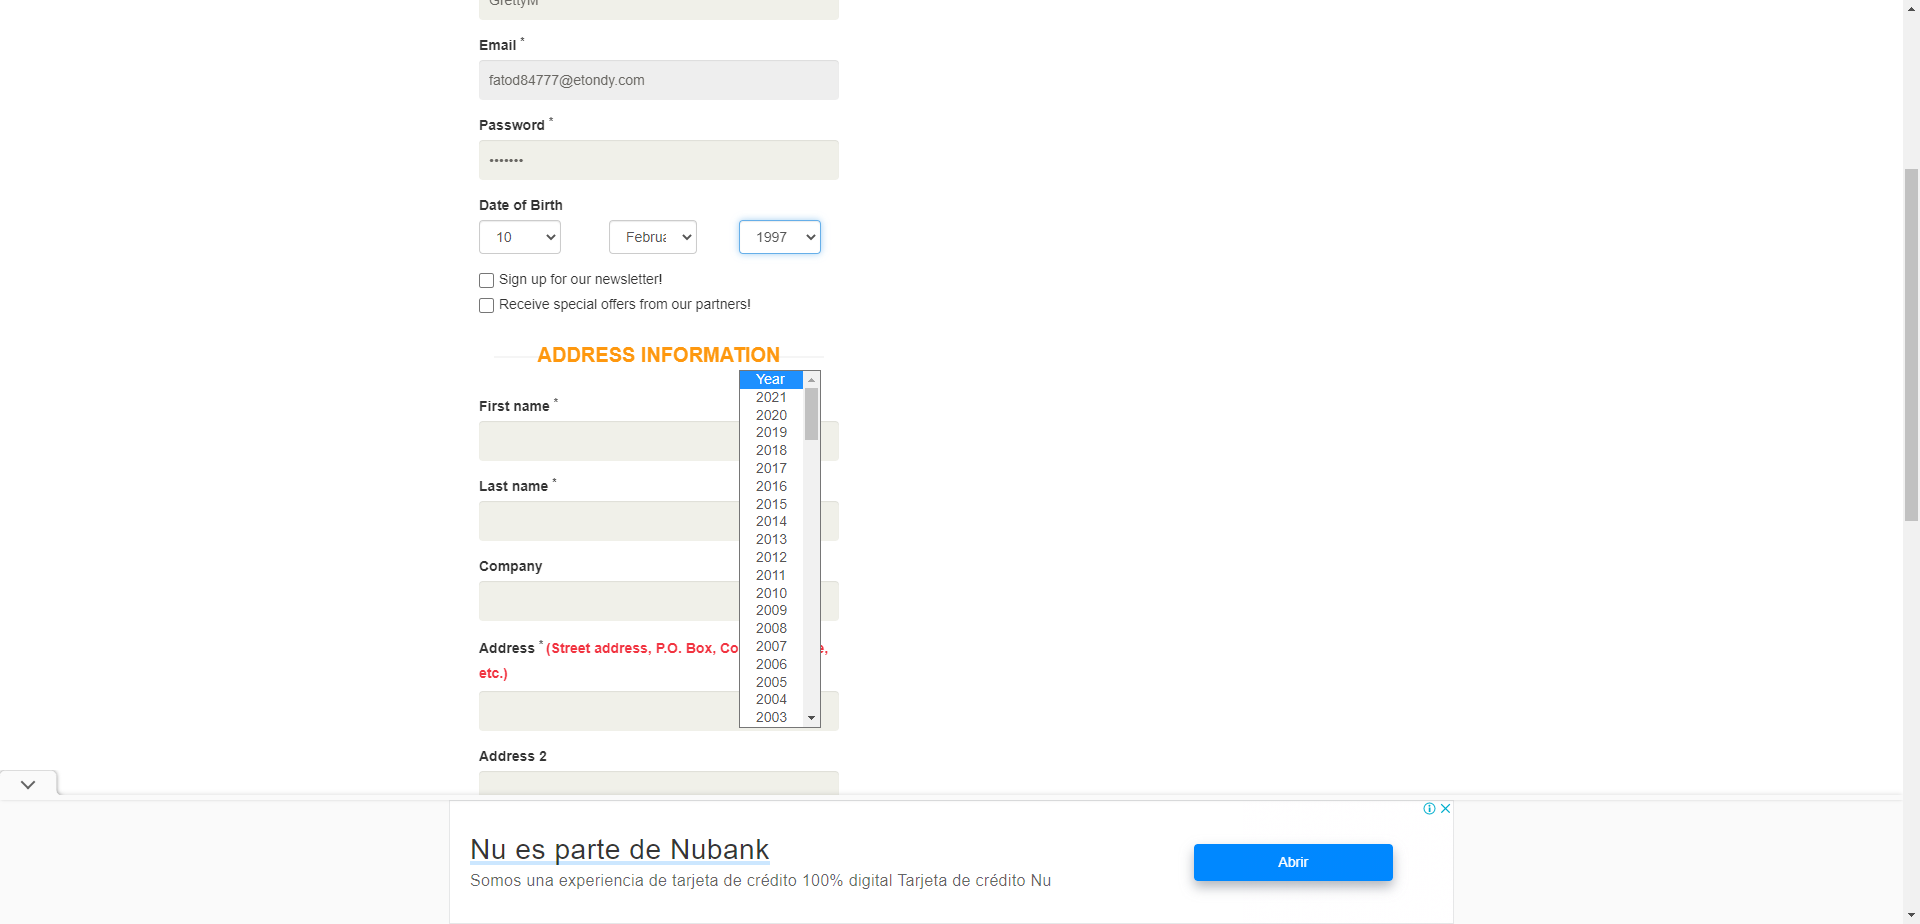 GrettyM
Email *
fatod84777@etondy.com
Password *
•••••••
Date of Birth
10
Februa
1997
Sign up for our newsletter!
Receive special offers from our partners!
ADDRESS INFORMATION
Year
2021
2020
2019
2018
2017
2016
2015
2014
2013
2012
2011
2010
2009
2008
2007
2006
2005
2004
2003
First name *
Last name *
Company
Address * (Street address, P.O. Box, Co
etc.)
Address 2
Nu es parte de Nubank
Somos una experiencia de tarjeta de crédito 100% digital Tarjeta de crédito Nu
Abrir